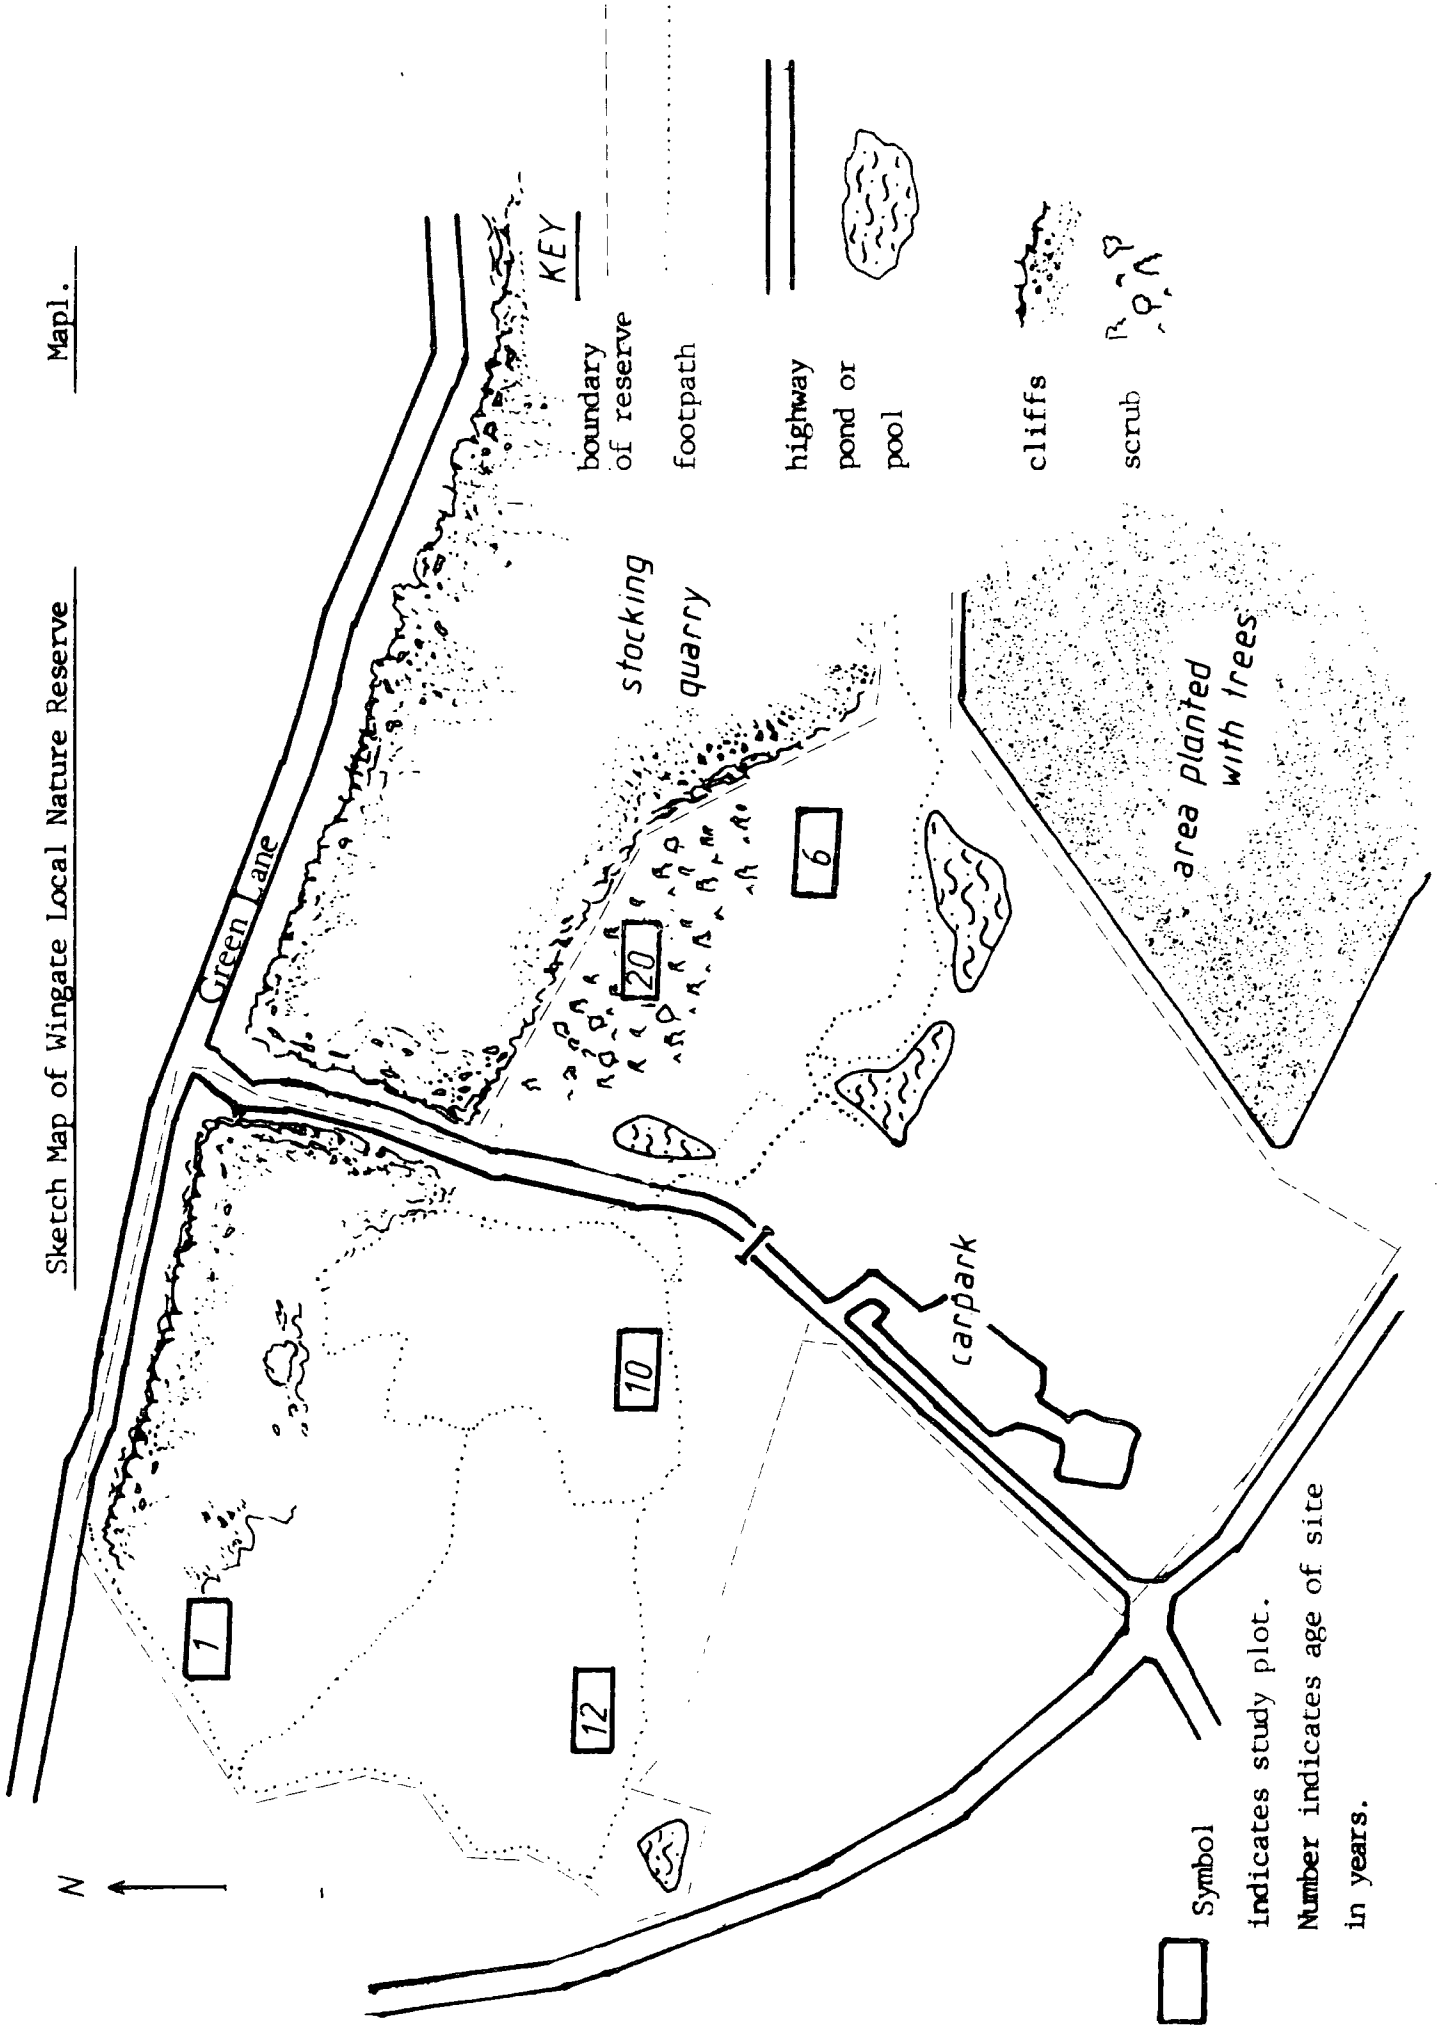 Sketch Map of Wingate Local Nature Reserve
Map1.
N
Green Lane
1
12
10
20
6
stocking
quarry
carpark
area planted
with trees
KEY
boundary
of reserve
footpath
highway
pond or
pool
cliffs
scrub
Symbol
indicates study plot.
Number indicates age of site
in years.